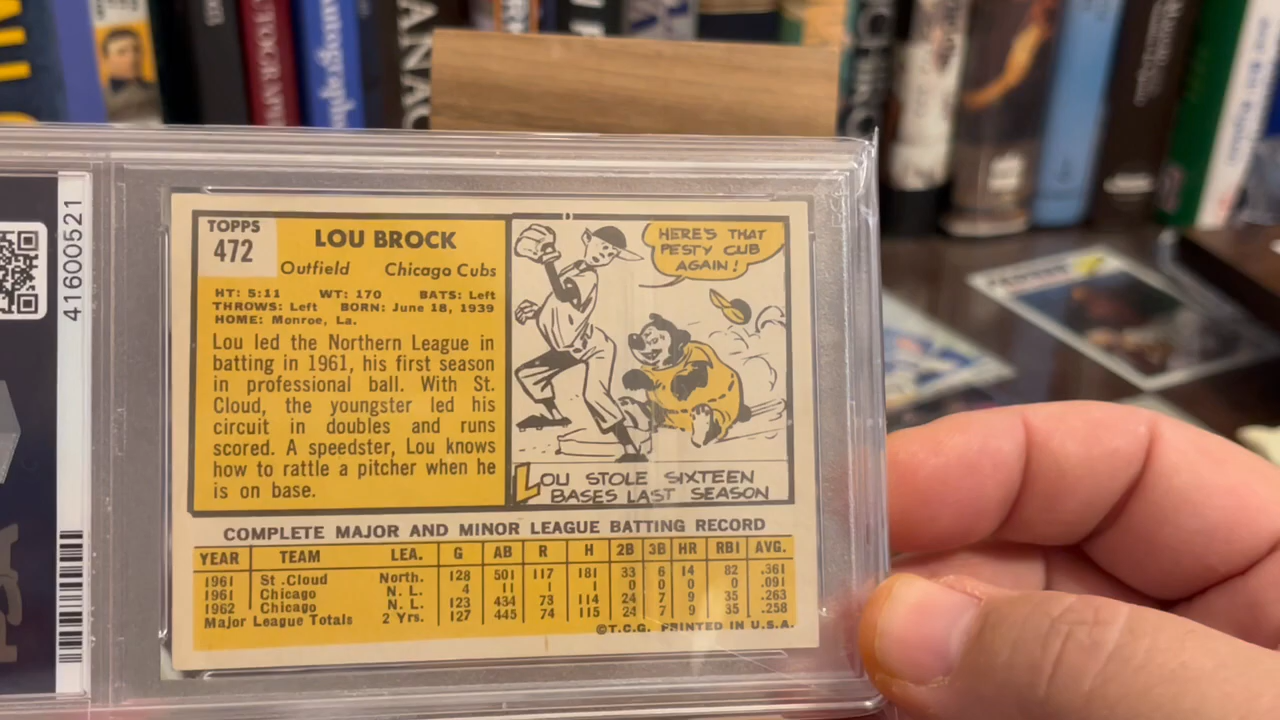 41600521
PSA
TOPPS
472
LOU BROCK
Outfield Chicago Cubs
HT: 5:11 WT: 170 BATS: Left
THROWS: Left BORN: June 18, 1939
HOME: Monroe, La.
Lou led the Northern League in
batting in 1961, his first season
in professional ball. With St.
Cloud, the youngster led his
circuit in doubles and runs
scored. A speedster, Lou knows
how to rattle a pitcher when he
is on base.
HERE'S THAT
PESTY CUB
AGAIN!
LOU STOLE SIXTEEN
BASES LAST SEASON
COMPLETE MAJOR AND MINOR LEAGUE BATTING RECORD
YEAR TEAM LEA. G AB R H 2B 3B HR RBI AVG.
1961 St .Cloud North. 128 501 117 181 33 6 14 82 .361
1961 Chicago N. L. 4 11 1 1 0 0 0 0 .091
1962 Chicago N. L. 123 434 73 114 24 7 9 35 .263
Major League Totals 2 Yrs. 127 445 74 115 24 7 9 35 .258
©T.C.G. PRINTED IN U.S.A.